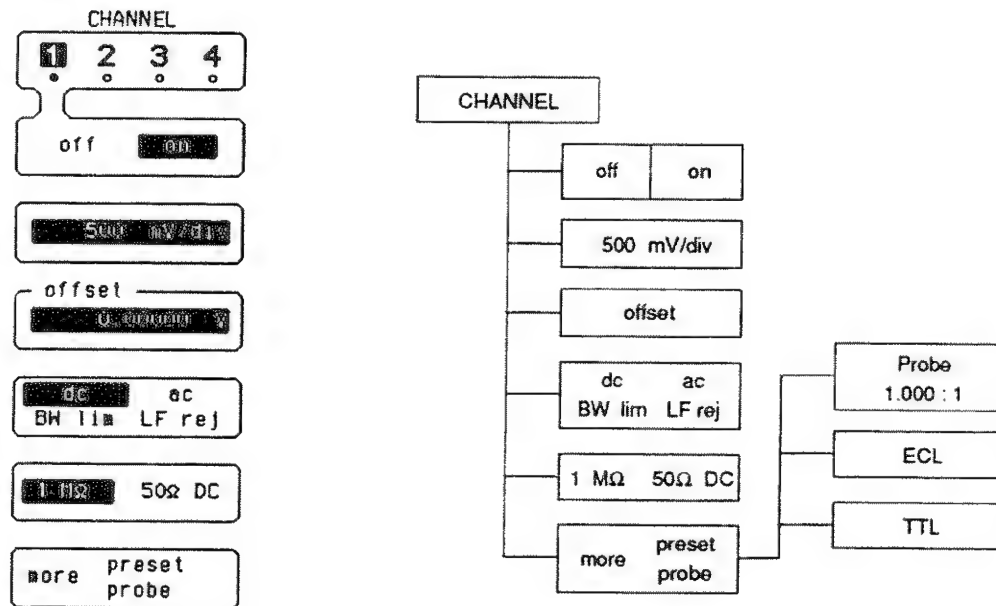 CHANNEL
1 2 3 4
off on
500 mV/div
offset
0.00000 V
dc ac
BW lim LF rej
1 MΩ 50Ω DC
more preset
probe
CHANNEL
off on
500 mV/div
offset
dc ac
BW lim LF rej
1 MΩ 50Ω DC
more preset
probe
Probe
1.000 : 1
ECL
TTL